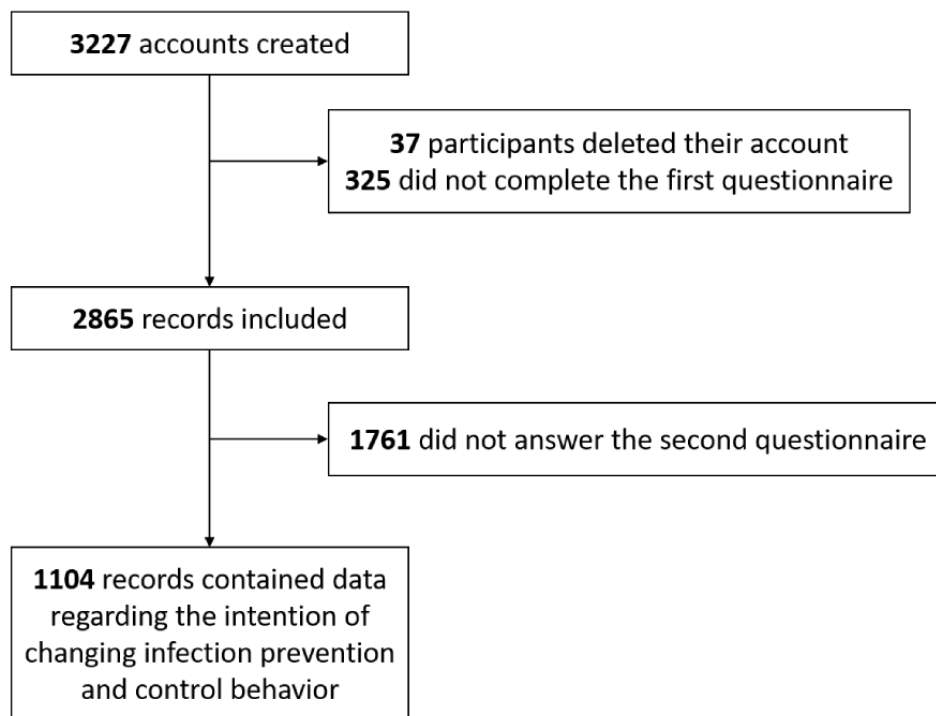 3227 accounts created
37 participants deleted their account
325 did not complete the first questionnaire
2865 records included
1761 did not answer the second questionnaire
1104 records contained data
regarding the intention of
changing infection prevention
and control behavior